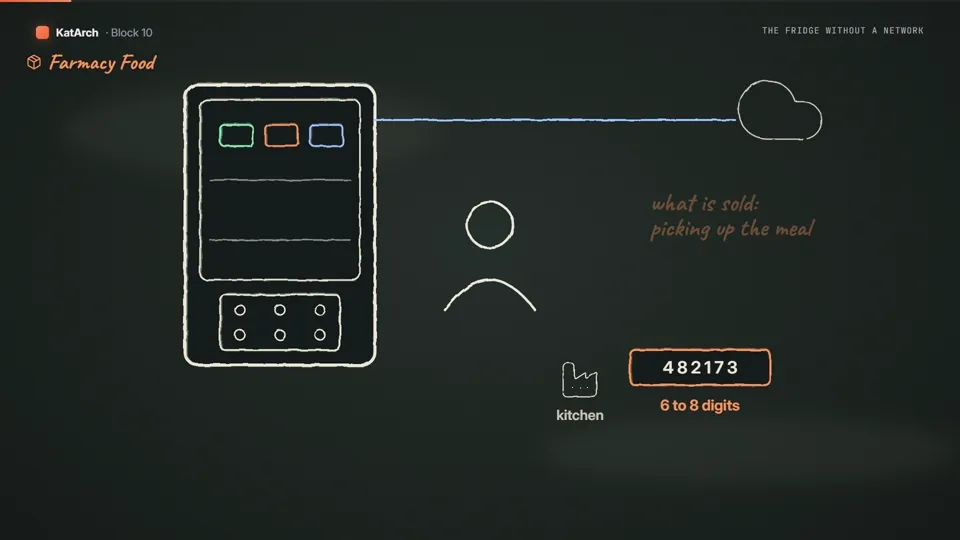 KatArch · Block 10
THE FRIDGE WITHOUT A NETWORK
Farmacy Food
what is sold:
picking up the meal
482173
6 to 8 digits
kitchen